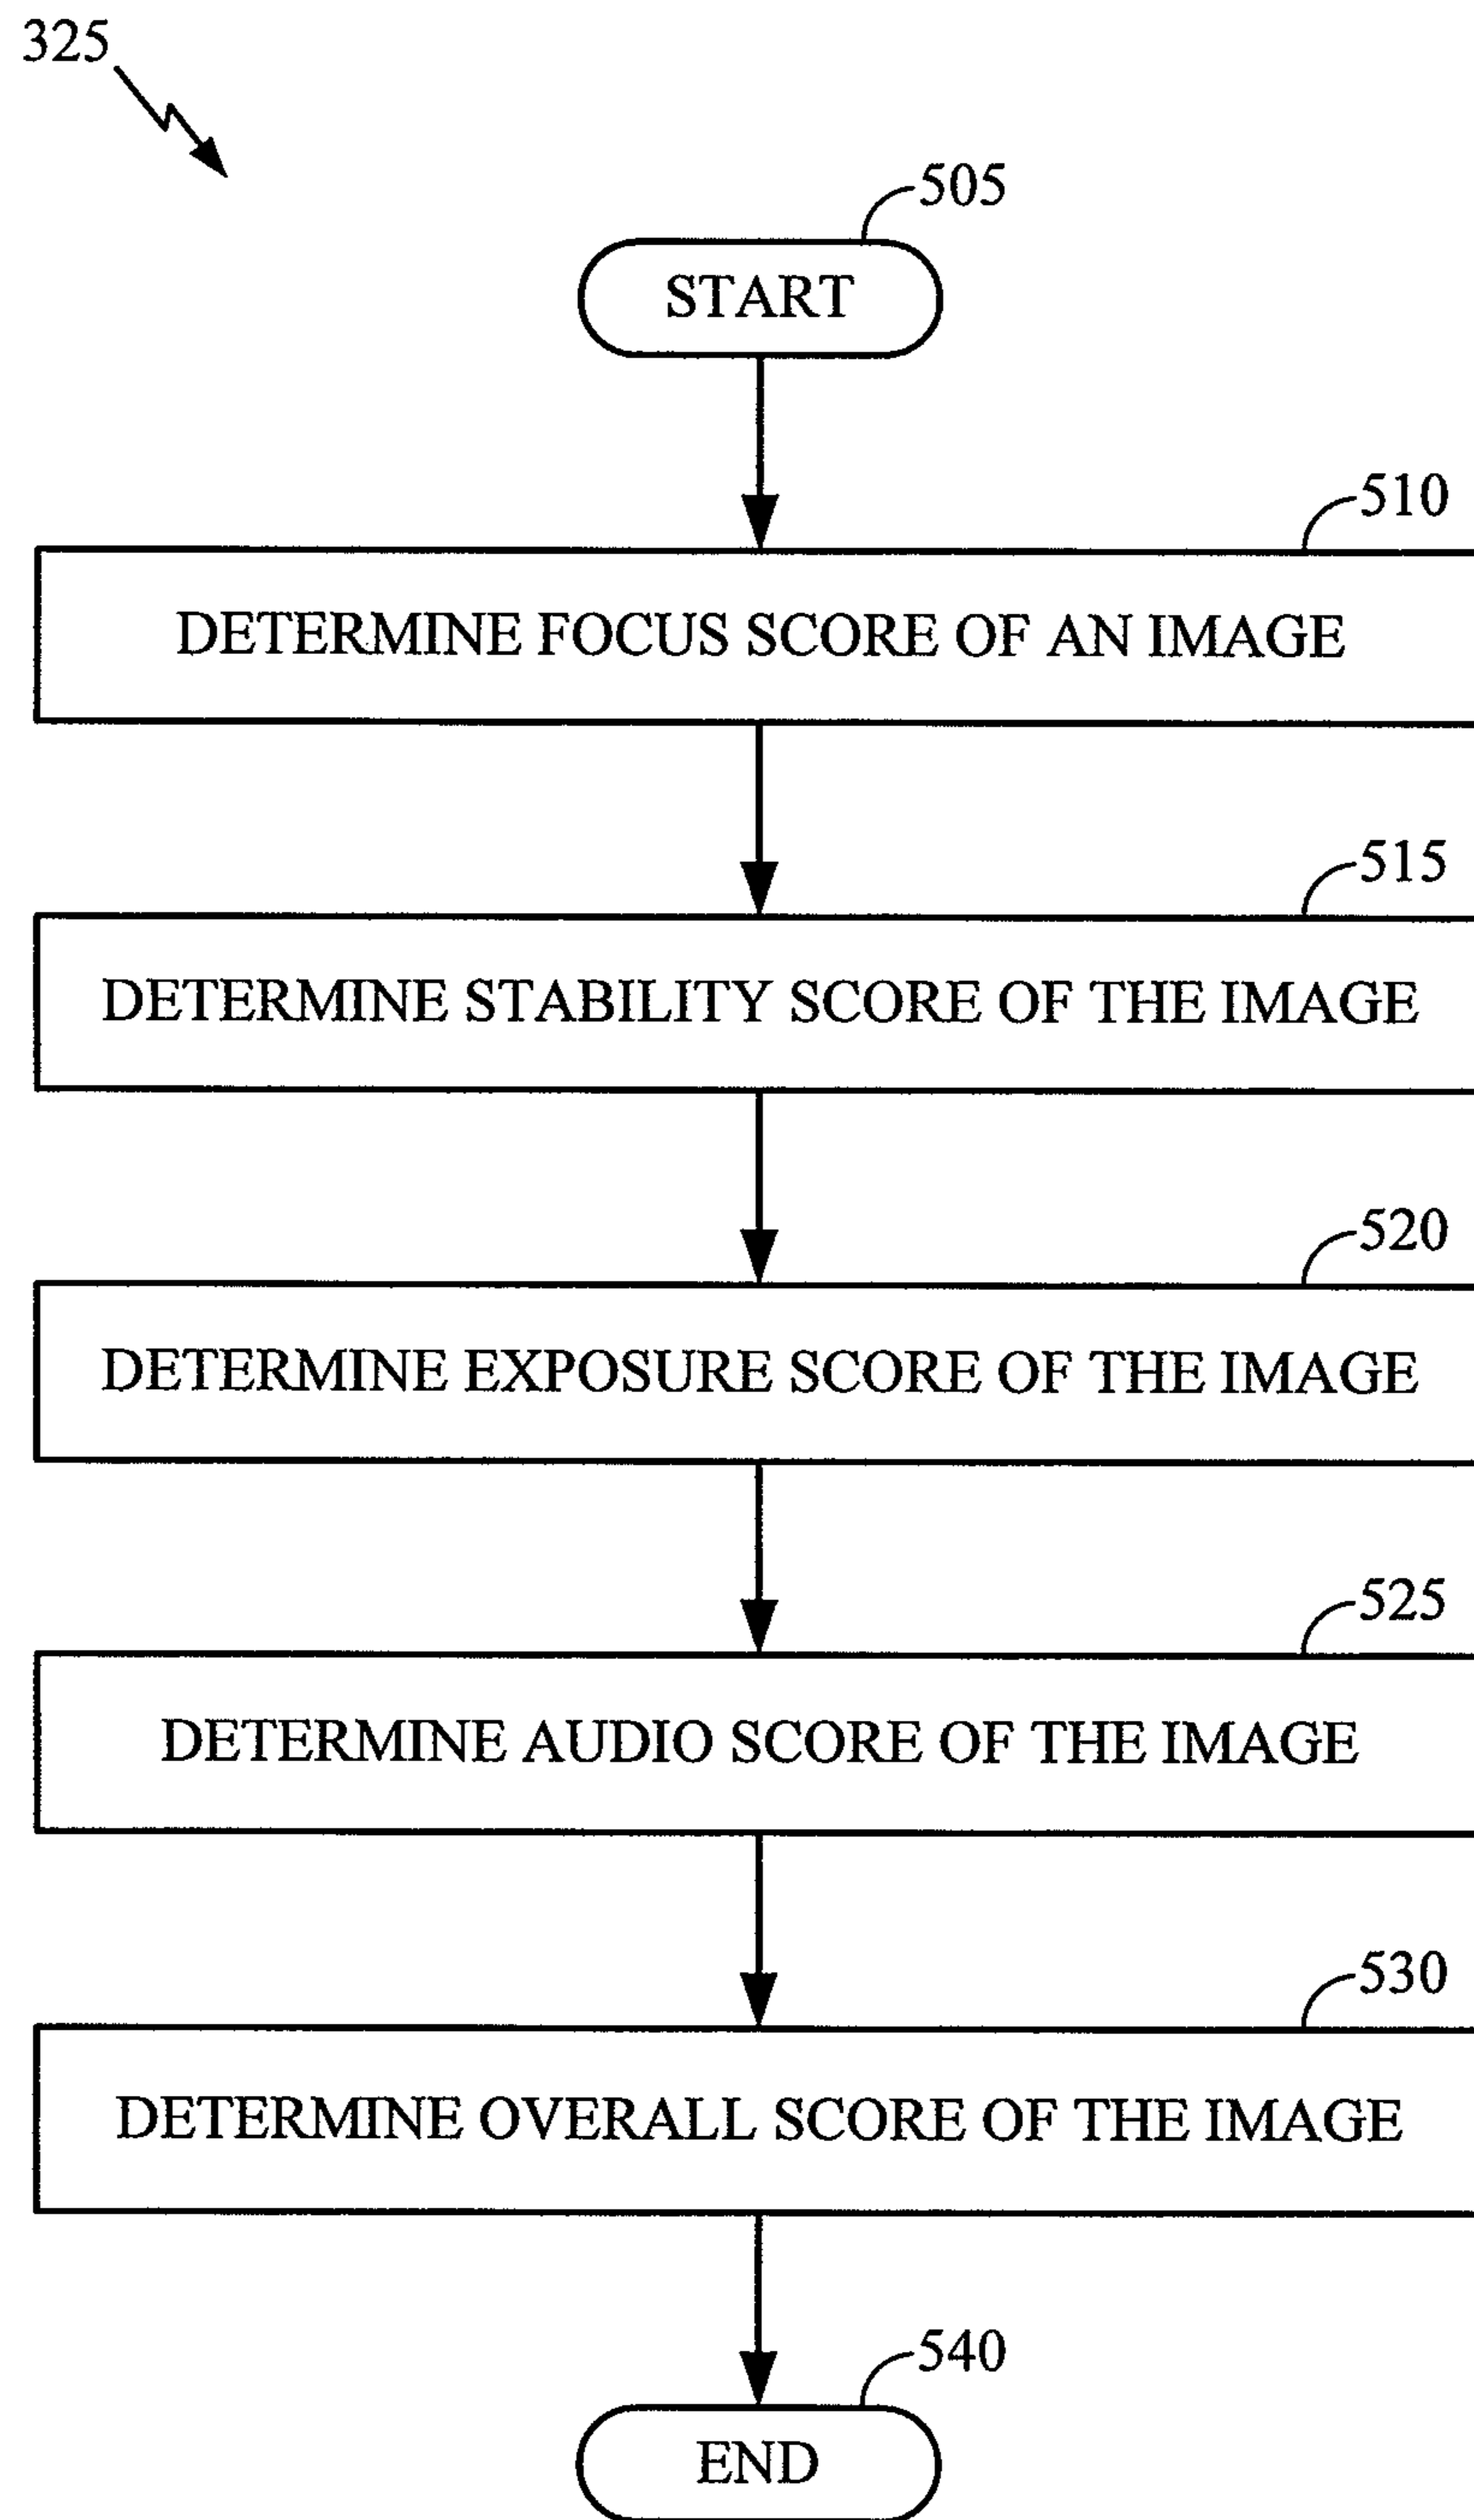 325
505
START
510
DETERMINE FOCUS SCORE OF AN IMAGE
515
DETERMINE STABILITY SCORE OF THE IMAGE
520
DETERMINE EXPOSURE SCORE OF THE IMAGE
525
DETERMINE AUDIO SCORE OF THE IMAGE
530
DETERMINE OVERALL SCORE OF THE IMAGE
540
END